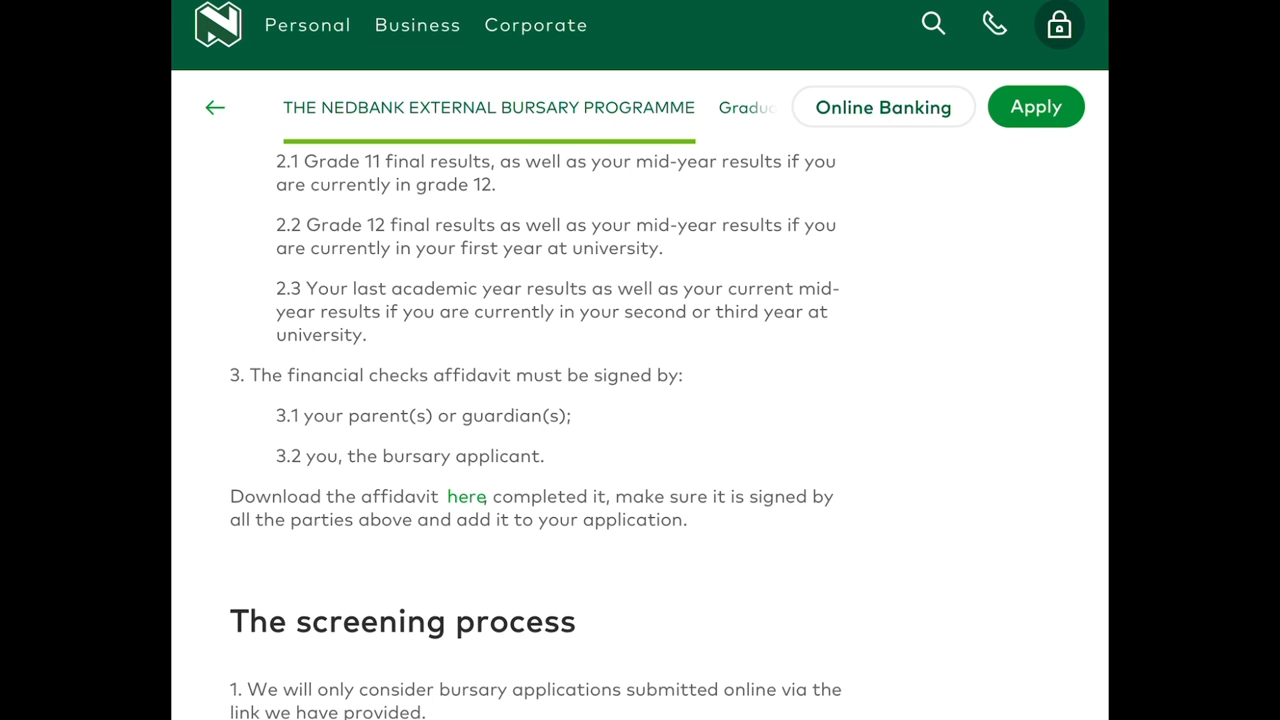 Personal Business Corporate
THE NEDBANK EXTERNAL BURSARY PROGRAMME Gradu Online Banking Apply
2.1 Grade 11 final results, as well as your mid-year results if you
are currently in grade 12.
2.2 Grade 12 final results as well as your mid-year results if you
are currently in your first year at university.
2.3 Your last academic year results as well as your current mid-
year results if you are currently in your second or third year at
university.
3. The financial checks affidavit must be signed by:
3.1 your parent(s) or guardian(s);
3.2 you, the bursary applicant.
Download the affidavit here, completed it, make sure it is signed by
all the parties above and add it to your application.
The screening process
1. We will only consider bursary applications submitted online via the
link we have provided.